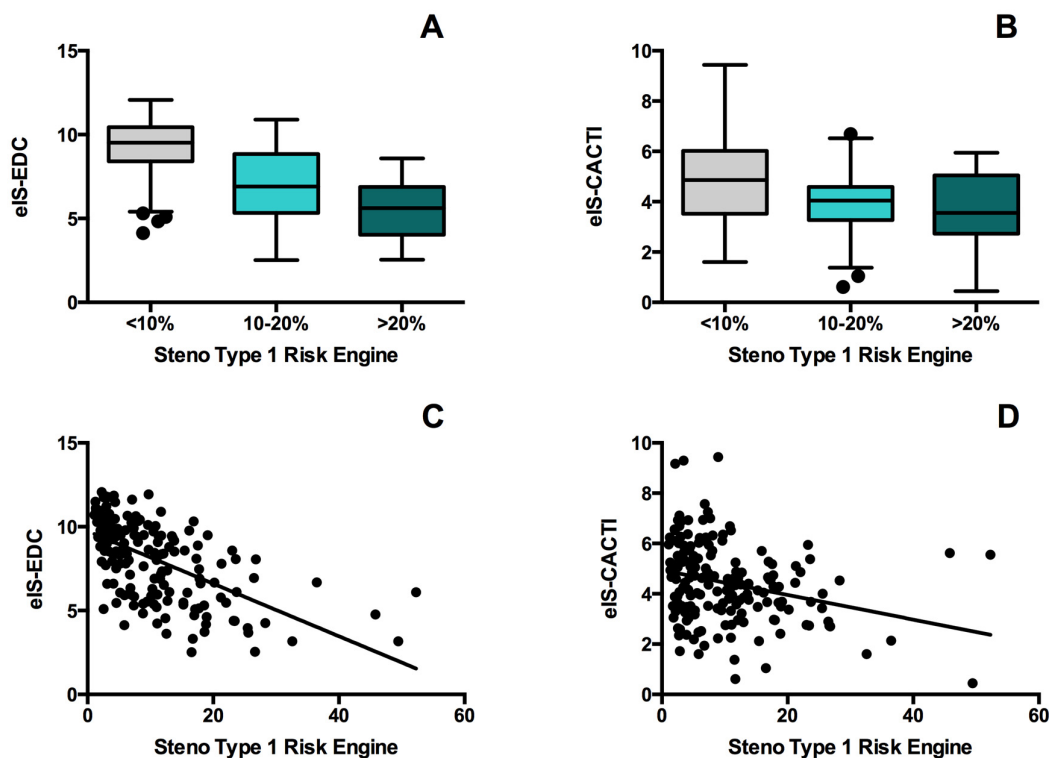 A
15
10
5
0
eIS-EDC
<10%
10-20%
>20%
Steno Type 1 Risk Engine
B
10
8
6
4
2
0
eIS-CACTI
<10%
10-20%
>20%
Steno Type 1 Risk Engine
C
15
10
5
0
eIS-EDC
0
20
40
60
Steno Type 1 Risk Engine
D
10
8
6
4
2
0
eIS-CACTI
0
20
40
60
Steno Type 1 Risk Engine